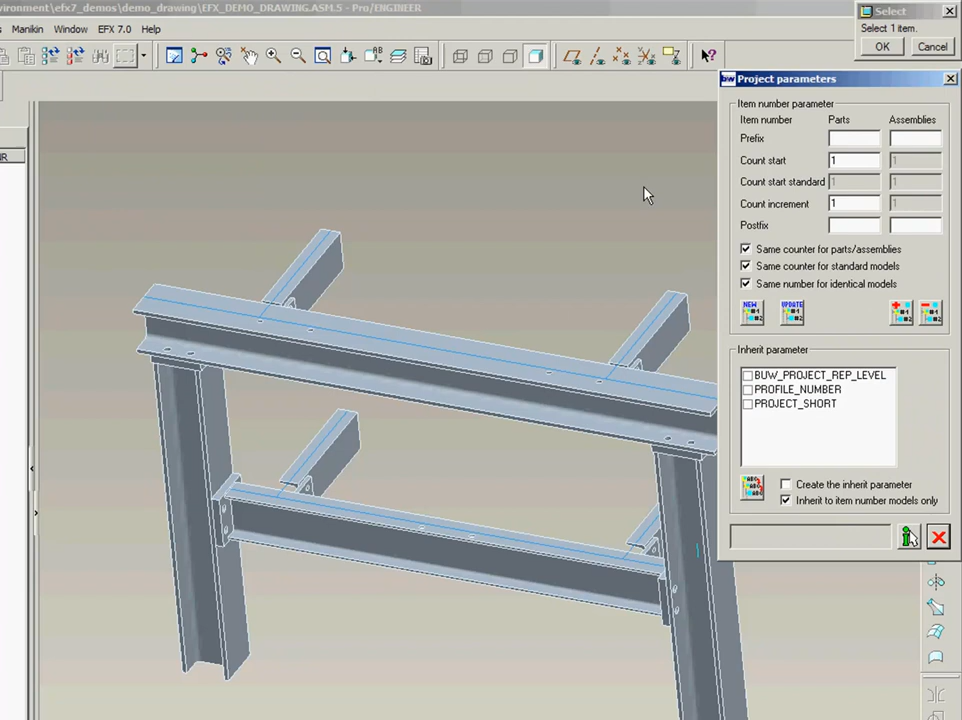 nvironment\efx7_demos\demo_drawing\EFX_DEMO_DRAWING.ASM.5 - Pro/ENGINEER
Manikin Window EFX 7.0 Help
Select
Select 1 item.
OK Cancel
Project parameters
Item number parameter
Item number Parts Assemblies
Prefix
Count start 1 1
Count start standard 1 1
Count increment 1 1
Postfix
Same counter for parts/assemblies
Same counter for standard models
Same number for identical models
NEW UPDATE
Inherit parameter
BUW_PROJECT_REP_LEVEL
PROFILE_NUMBER
PROJECT_SHORT
Create the inherit parameter
Inherit to item number models only